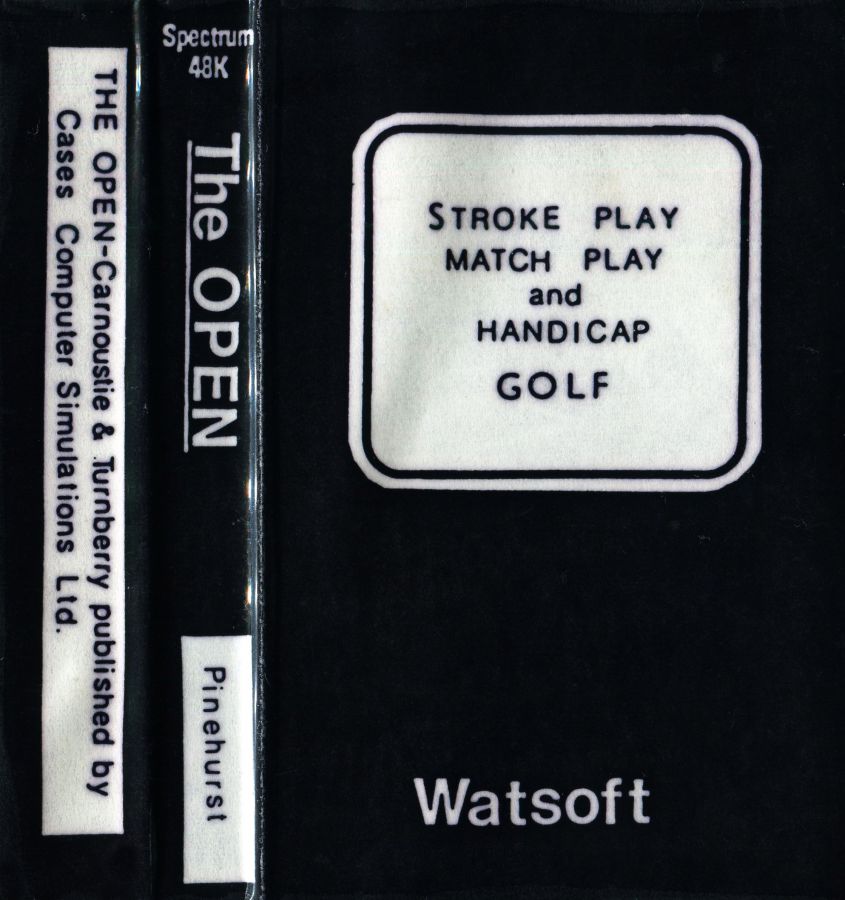 THE OPEN-Carnoustie & Turnberry published by
Cases Computer Simulations Ltd.
Spectrum
48K
The OPEN
Pinehurst
STROKE PLAY
MATCH PLAY
and
HANDICAP
GOLF
Watsoft